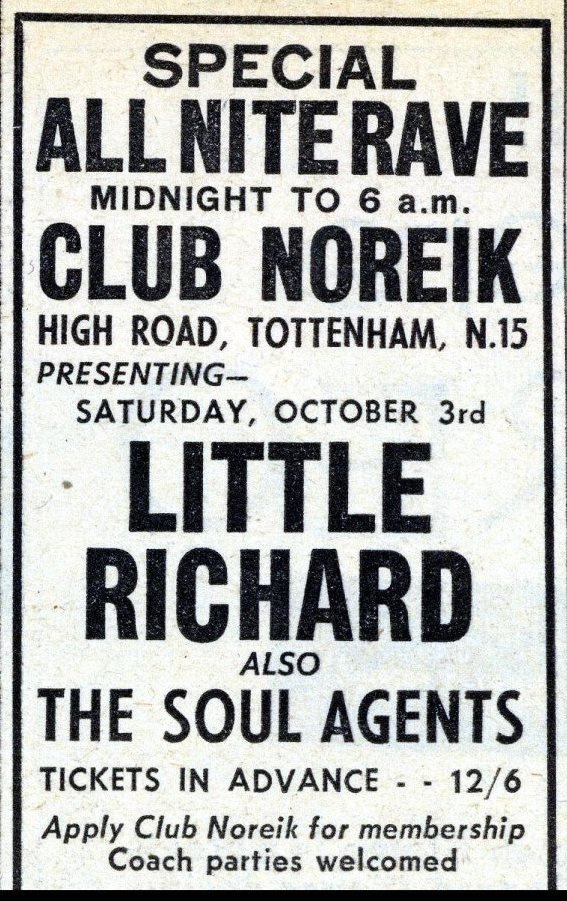 SPECIAL
ALL NITE RAVE
MIDNIGHT TO 6 a.m.
CLUB NOREIK
HIGH ROAD, TOTTENHAM, N.15
PRESENTING—
SATURDAY, OCTOBER 3rd
LITTLE
RICHARD
ALSO
THE SOUL AGENTS
TICKETS IN ADVANCE - - 12/6
Apply Club Noreik for membership
Coach parties welcomed